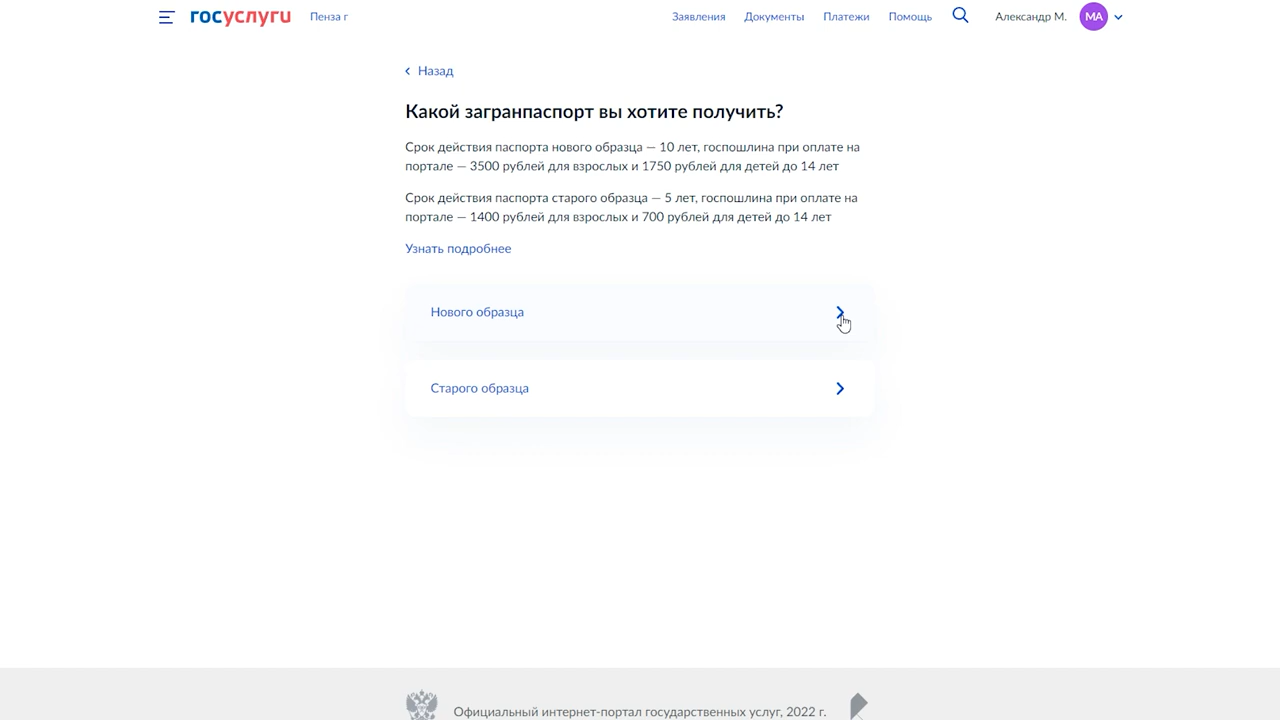 госуслуги Пенза г Заявления Документы Платежи Помощь Александр М. МА
Назад
Какой загранпаспорт вы хотите получить?
Срок действия паспорта нового образца — 10 лет, госпошлина при оплате на
портале — 3500 рублей для взрослых и 1750 рублей для детей до 14 лет
Срок действия паспорта старого образца — 5 лет, госпошлина при оплате на
портале — 1400 рублей для взрослых и 700 рублей для детей до 14 лет
Узнать подробнее
Нового образца
Старого образца
Официальный интернет-портал государственных услуг, 2022 г.